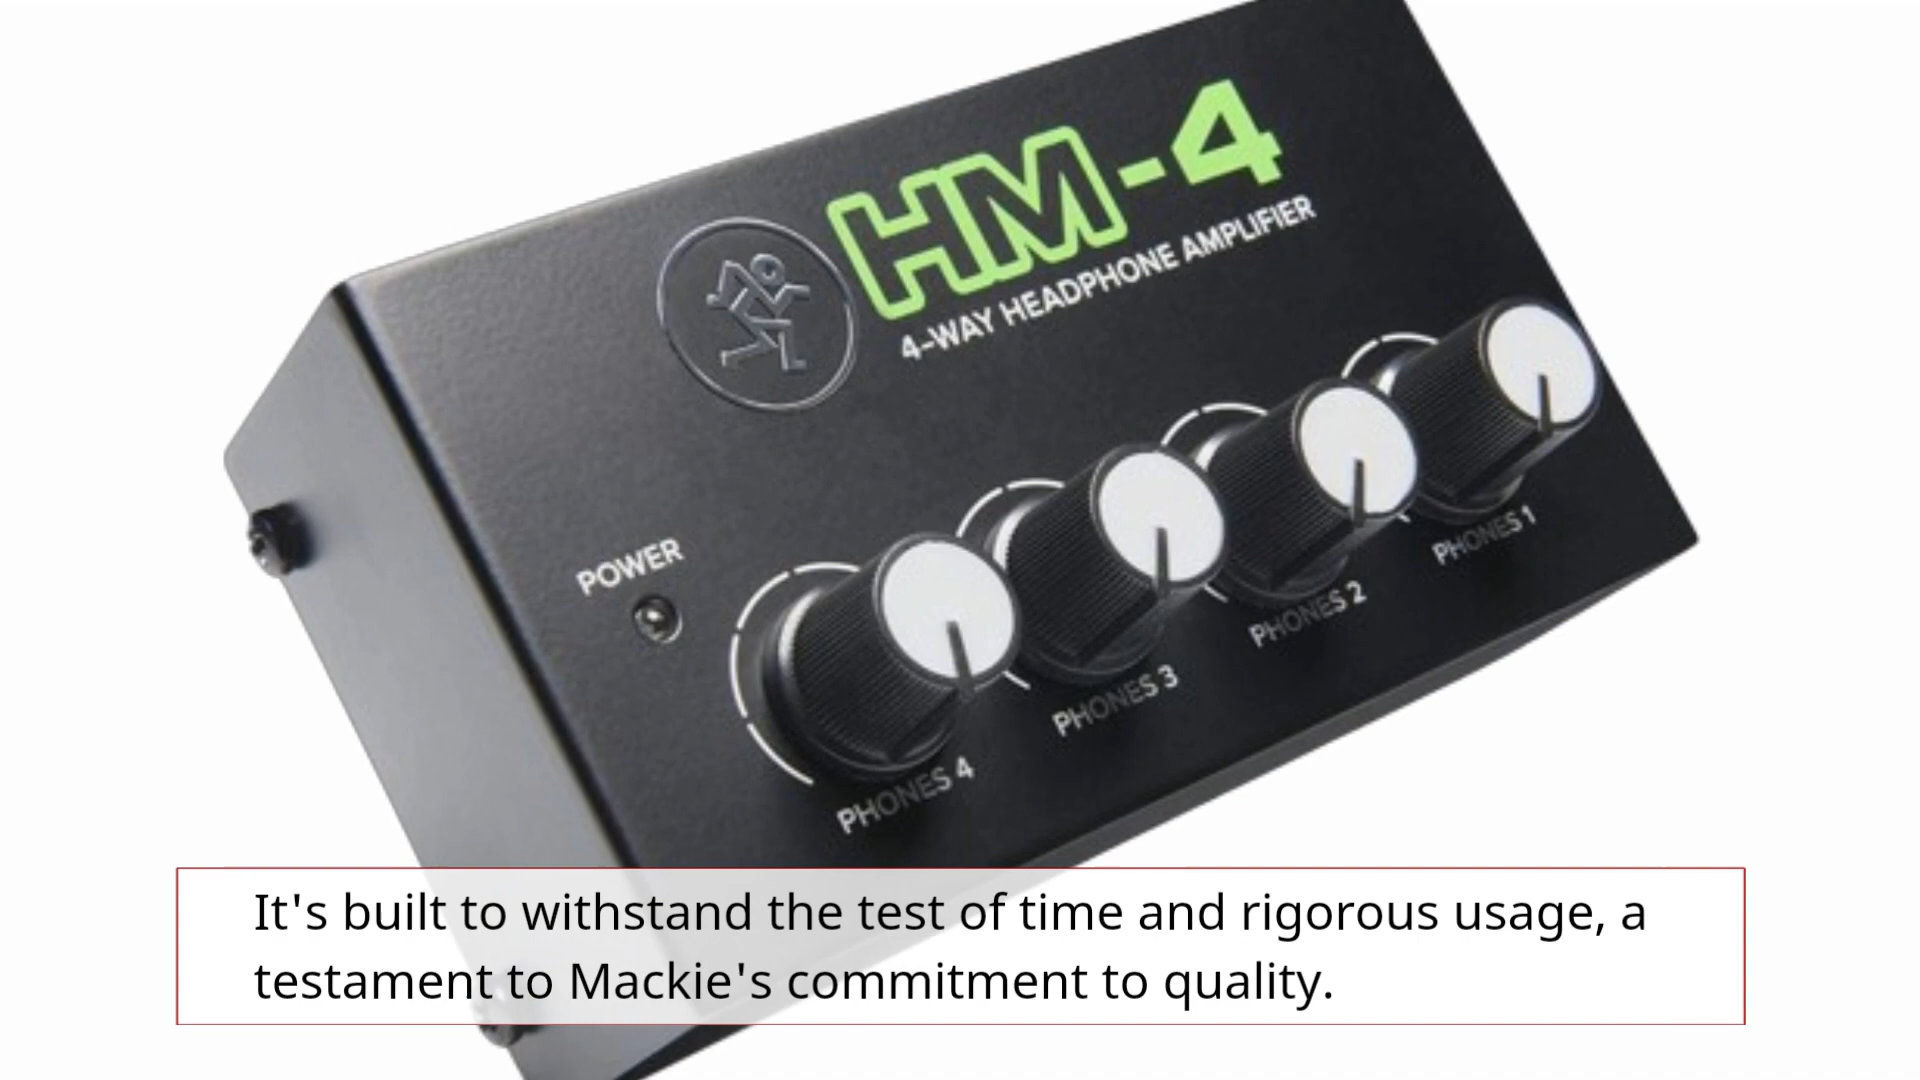 HM-4
4-WAY HEADPHONE AMPLIFIER
POWER
PHONES 1
PHONES 2
PHONES 3
PHONES 4
It's built to withstand the test of time and rigorous usage, a
testament to Mackie's commitment to quality.